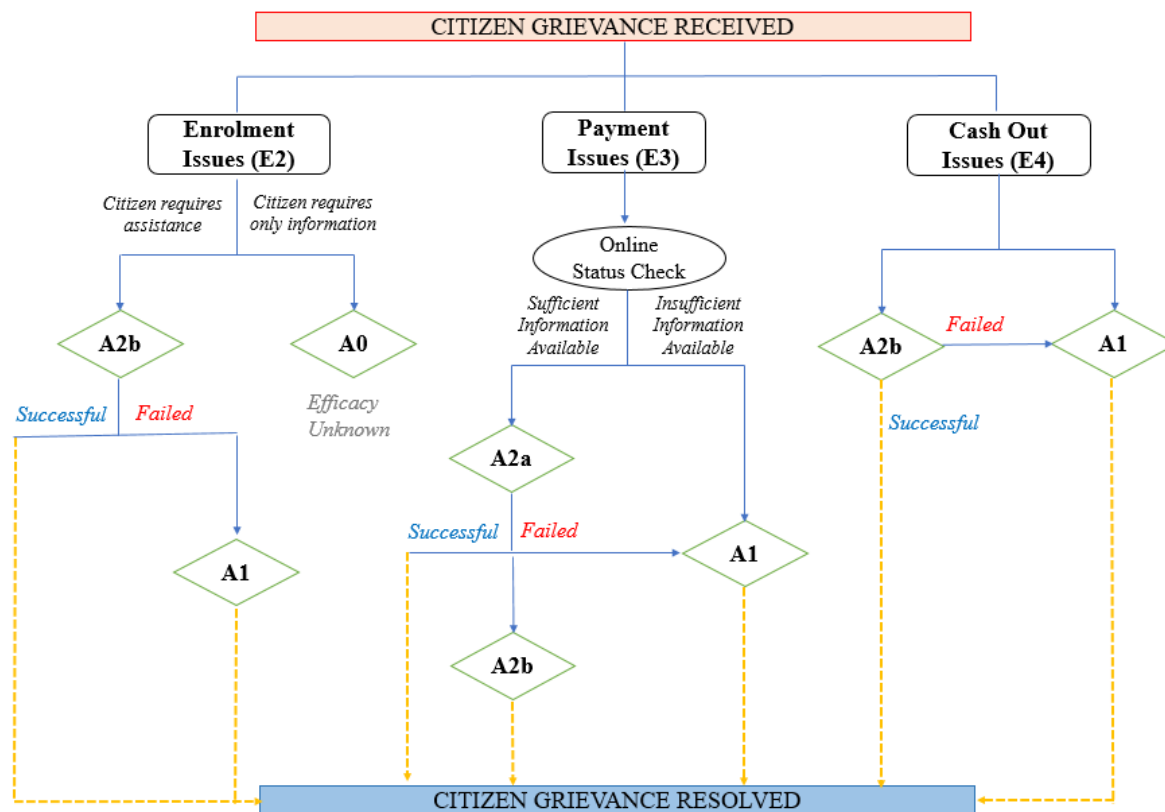 CITIZEN GRIEVANCE RECEIVED
Enrolment
Issues (E2)
Payment
Issues (E3)
Cash Out
Issues (E4)
Citizen requires
assistance
Citizen requires
only information
Online
Status Check
Sufficient
Information
Available
Insufficient
Information
Available
A2b
A0
A2b
Failed
A1
Efficacy
Unknown
Successful
Failed
Successful
A2a
Successful
Failed
A1
A1
A2b
CITIZEN GRIEVANCE RESOLVED